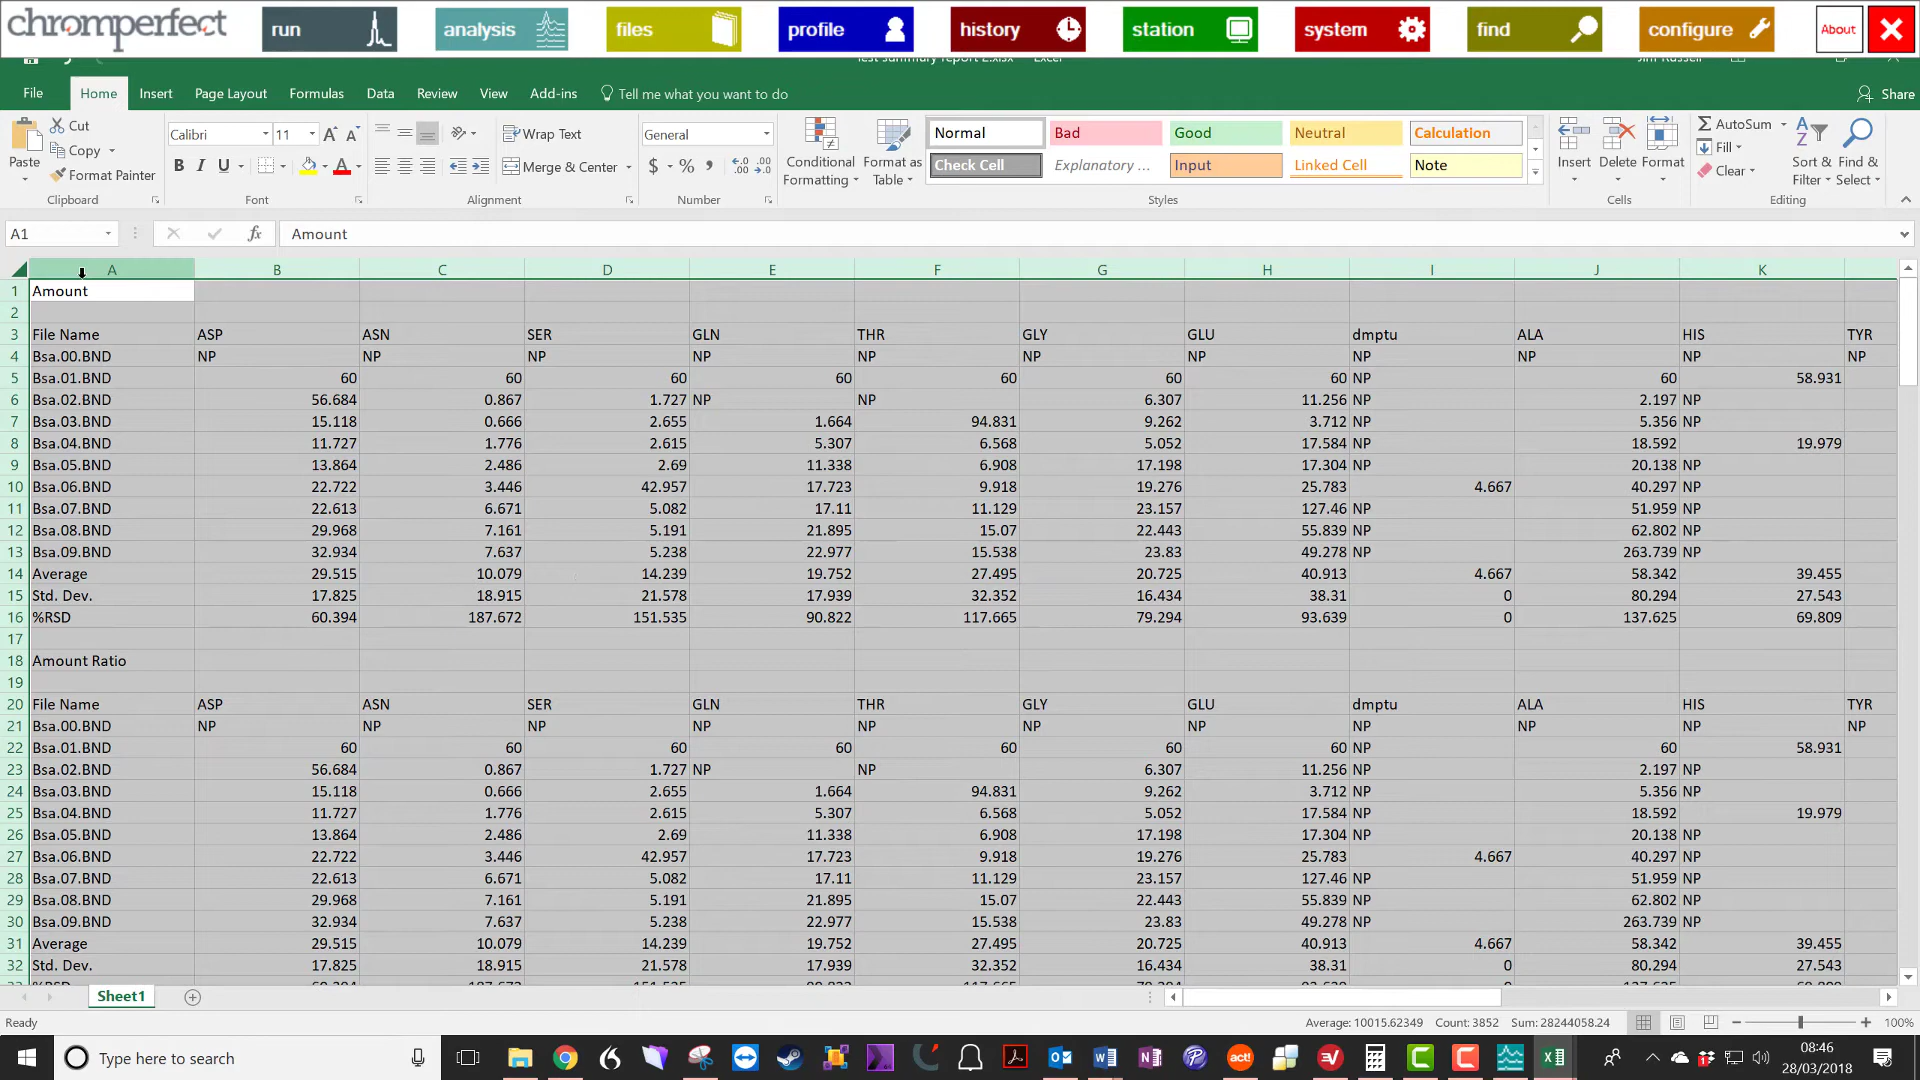 chromperfect run analysis files profile history station system find configure About
Test summary report 2.xlsx - Excel Jim Russell
File Home Insert Page Layout Formulas Data Review View Add-ins Tell me what you want to do Share
Cut Calibri 11 Wrap Text General Normal Bad Good Neutral Calculation AutoSum
Paste Copy Merge & Center Conditional Formatting Format as Table Check Cell Explanatory ... Input Linked Cell Note Insert Delete Format Fill Sort & Filter Find & Select
Format Painter Clear
Clipboard Font Alignment Number Styles Cells Editing
A1 fx Amount
A B C D E F G H I J K
1 Amount
2
3 File Name ASP ASN SER GLN THR GLY GLU dmptu ALA HIS TYR
4 Bsa.00.BND NP NP NP NP NP NP NP NP NP NP NP
5 Bsa.01.BND 60 60 60 60 60 60 60 NP 60 58.931
6 Bsa.02.BND 56.684 0.867 1.727 NP NP 6.307 11.256 NP 2.197 NP
7 Bsa.03.BND 15.118 0.666 2.655 1.664 94.831 9.262 3.712 NP 5.356 NP
8 Bsa.04.BND 11.727 1.776 2.615 5.307 6.568 5.052 17.584 NP 18.592 19.979
9 Bsa.05.BND 13.864 2.486 2.69 11.338 6.908 17.198 17.304 NP 20.138 NP
10 Bsa.06.BND 22.722 3.446 42.957 17.723 9.918 19.276 25.783 4.667 40.297 NP
11 Bsa.07.BND 22.613 6.671 5.082 17.11 11.129 23.157 127.46 NP 51.959 NP
12 Bsa.08.BND 29.968 7.161 5.191 21.895 15.07 22.443 55.839 NP 62.802 NP
13 Bsa.09.BND 32.934 7.637 5.238 22.977 15.538 23.83 49.278 NP 263.739 NP
14 Average 29.515 10.079 14.239 19.752 27.495 20.725 40.913 4.667 58.342 39.455
15 Std. Dev. 17.825 18.915 21.578 17.939 32.352 16.434 38.31 0 80.294 27.543
16 %RSD 60.394 187.672 151.535 90.822 117.665 79.294 93.639 0 137.625 69.809
17
18 Amount Ratio
19
20 File Name ASP ASN SER GLN THR GLY GLU dmptu ALA HIS TYR
21 Bsa.00.BND NP NP NP NP NP NP NP NP NP NP NP
22 Bsa.01.BND 60 60 60 60 60 60 60 NP 60 58.931
23 Bsa.02.BND 56.684 0.867 1.727 NP NP 6.307 11.256 NP 2.197 NP
24 Bsa.03.BND 15.118 0.666 2.655 1.664 94.831 9.262 3.712 NP 5.356 NP
25 Bsa.04.BND 11.727 1.776 2.615 5.307 6.568 5.052 17.584 NP 18.592 19.979
26 Bsa.05.BND 13.864 2.486 2.69 11.338 6.908 17.198 17.304 NP 20.138 NP
27 Bsa.06.BND 22.722 3.446 42.957 17.723 9.918 19.276 25.783 4.667 40.297 NP
28 Bsa.07.BND 22.613 6.671 5.082 17.11 11.129 23.157 127.46 NP 51.959 NP
29 Bsa.08.BND 29.968 7.161 5.191 21.895 15.07 22.443 55.839 NP 62.802 NP
30 Bsa.09.BND 32.934 7.637 5.238 22.977 15.538 23.83 49.278 NP 263.739 NP
31 Average 29.515 10.079 14.239 19.752 27.495 20.725 40.913 4.667 58.342 39.455
32 Std. Dev. 17.825 18.915 21.578 17.939 32.352 16.434 38.31 0 80.294 27.543
Sheet1
Ready Average: 10015.62349 Count: 3852 Sum: 28244058.24 100%
Type here to search act! 08:46
28/03/2018